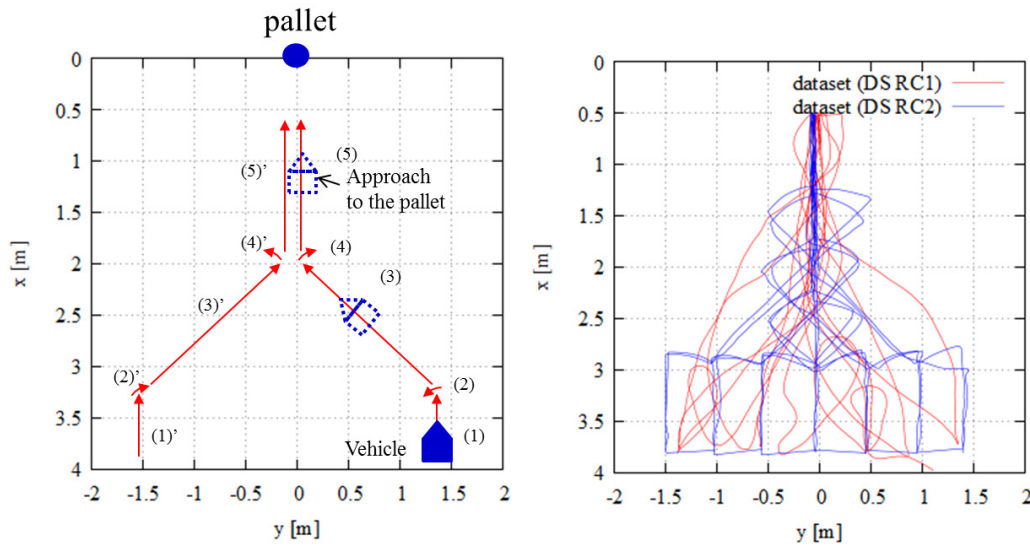 pallet
0
0.5
1
1.5
2
2.5
3
3.5
4
x [m]
-2 -1.5 -1 -0.5 0 0.5 1 1.5 2
y [m]
(5)
(5)’
Approach
to the pallet
(4)’
(4)
(3)
(3)’
(2)’
(2)
(1)’
(1)
Vehicle
dataset (DS RC1)
dataset (DS RC2)
0
0.5
1
1.5
2
2.5
3
3.5
4
x [m]
-2 -1.5 -1 -0.5 0 0.5 1 1.5 2
y [m]